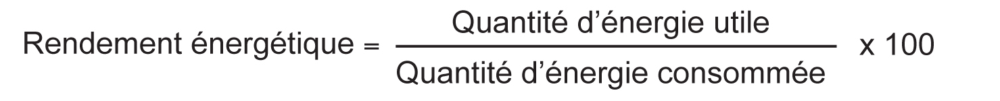 Quantité d’énergie utile
Rendement énergétique = x 100
Quantité d’énergie consommée